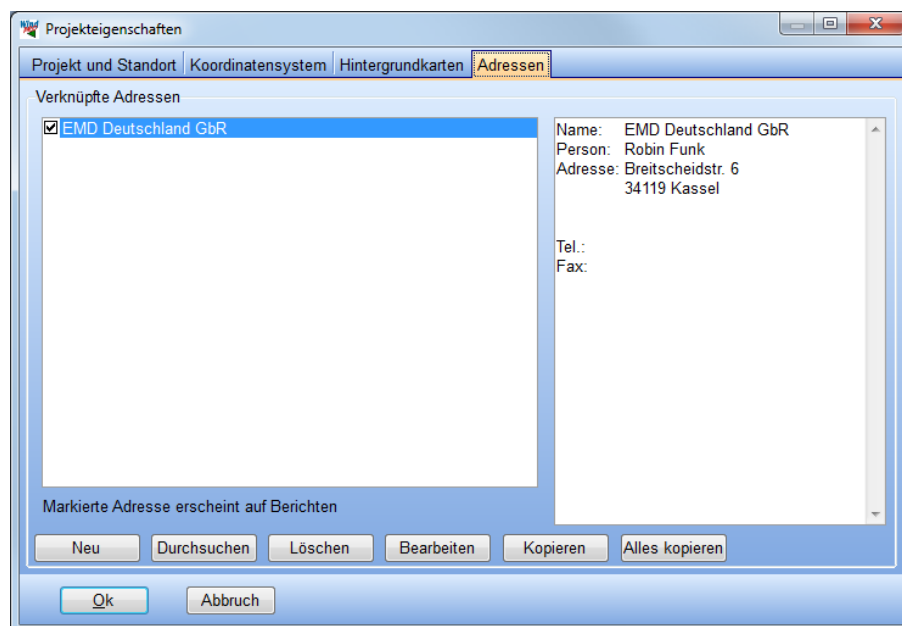 Wind
Projekteigenschaften
Projekt und Standort Koordinatensystem Hintergrundkarten Adressen
Verknüpfte Adressen
EMD Deutschland GbR
Name: EMD Deutschland GbR
Person: Robin Funk
Adresse: Breitscheidstr. 6
34119 Kassel
Tel.:
Fax:
Markierte Adresse erscheint auf Berichten
Neu Durchsuchen Löschen Bearbeiten Kopieren Alles kopieren
Ok Abbruch